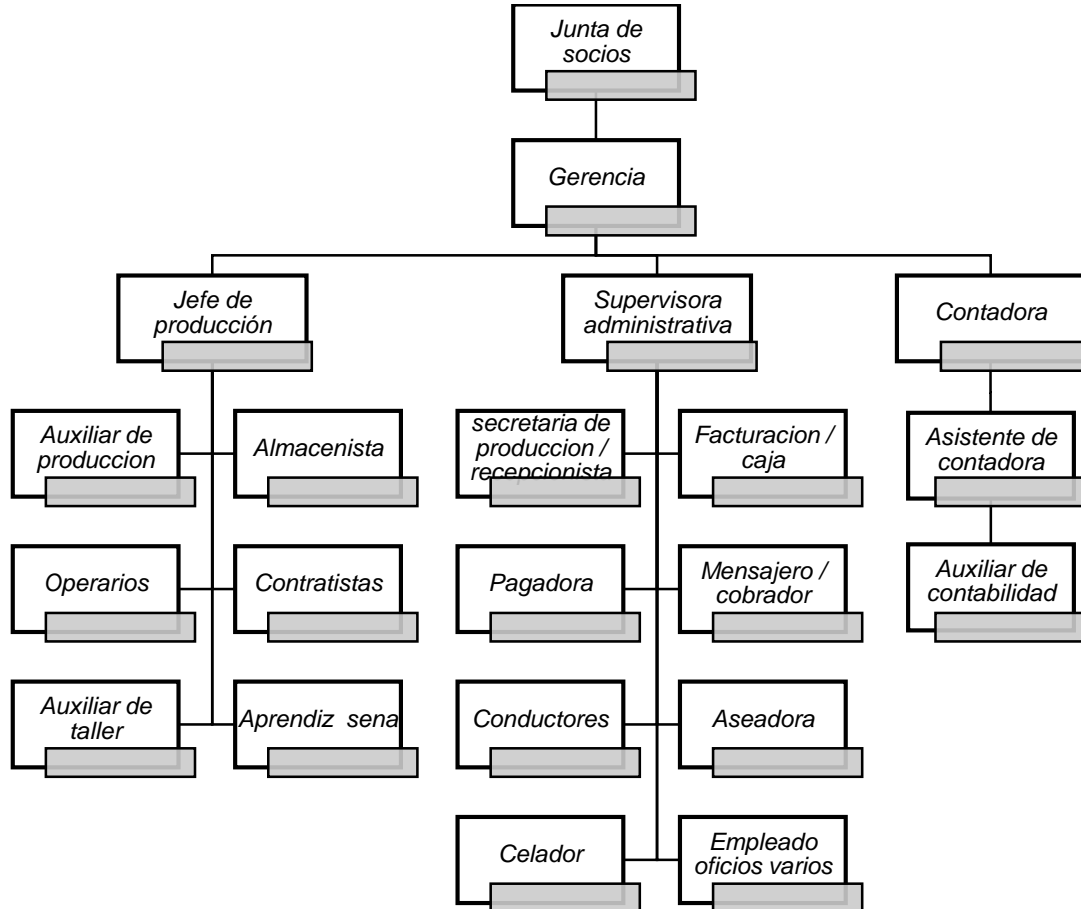 Junta de
socios
Gerencia
Jefe de
producción
Supervisora
administrativa
Contadora
Auxiliar de
produccion
Almacenista
secretaria de
produccion /
recepcionista
Facturacion /
caja
Asistente de
contadora
Operarios
Contratistas
Pagadora
Mensajero /
cobrador
Auxiliar de
contabilidad
Auxiliar de
taller
Aprendiz sena
Conductores
Aseadora
Celador
Empleado
oficios varios